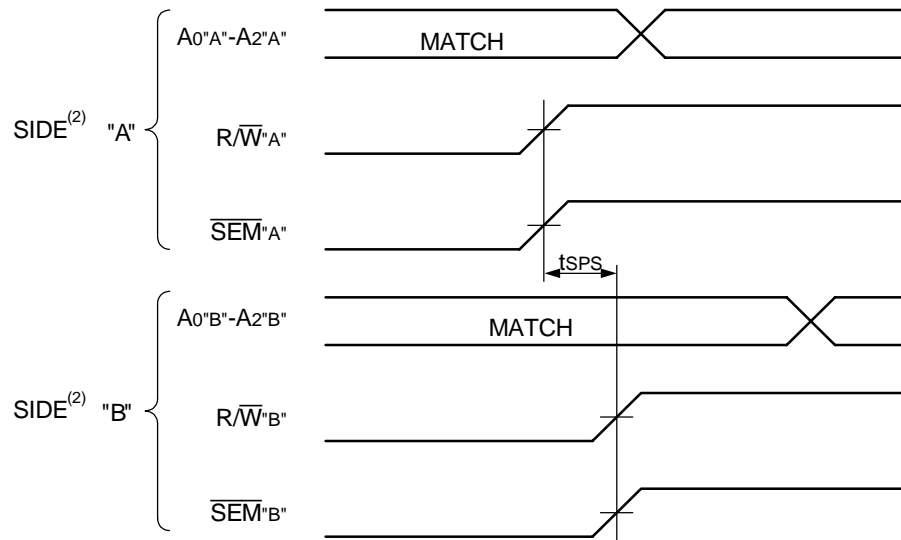 A0"A"-A2"A"
MATCH
SIDE(2) "A"
R/W"A"
SEM"A"
tSPS
A0"B"-A2"B"
MATCH
SIDE(2) "B"
R/W"B"
SEM"B"